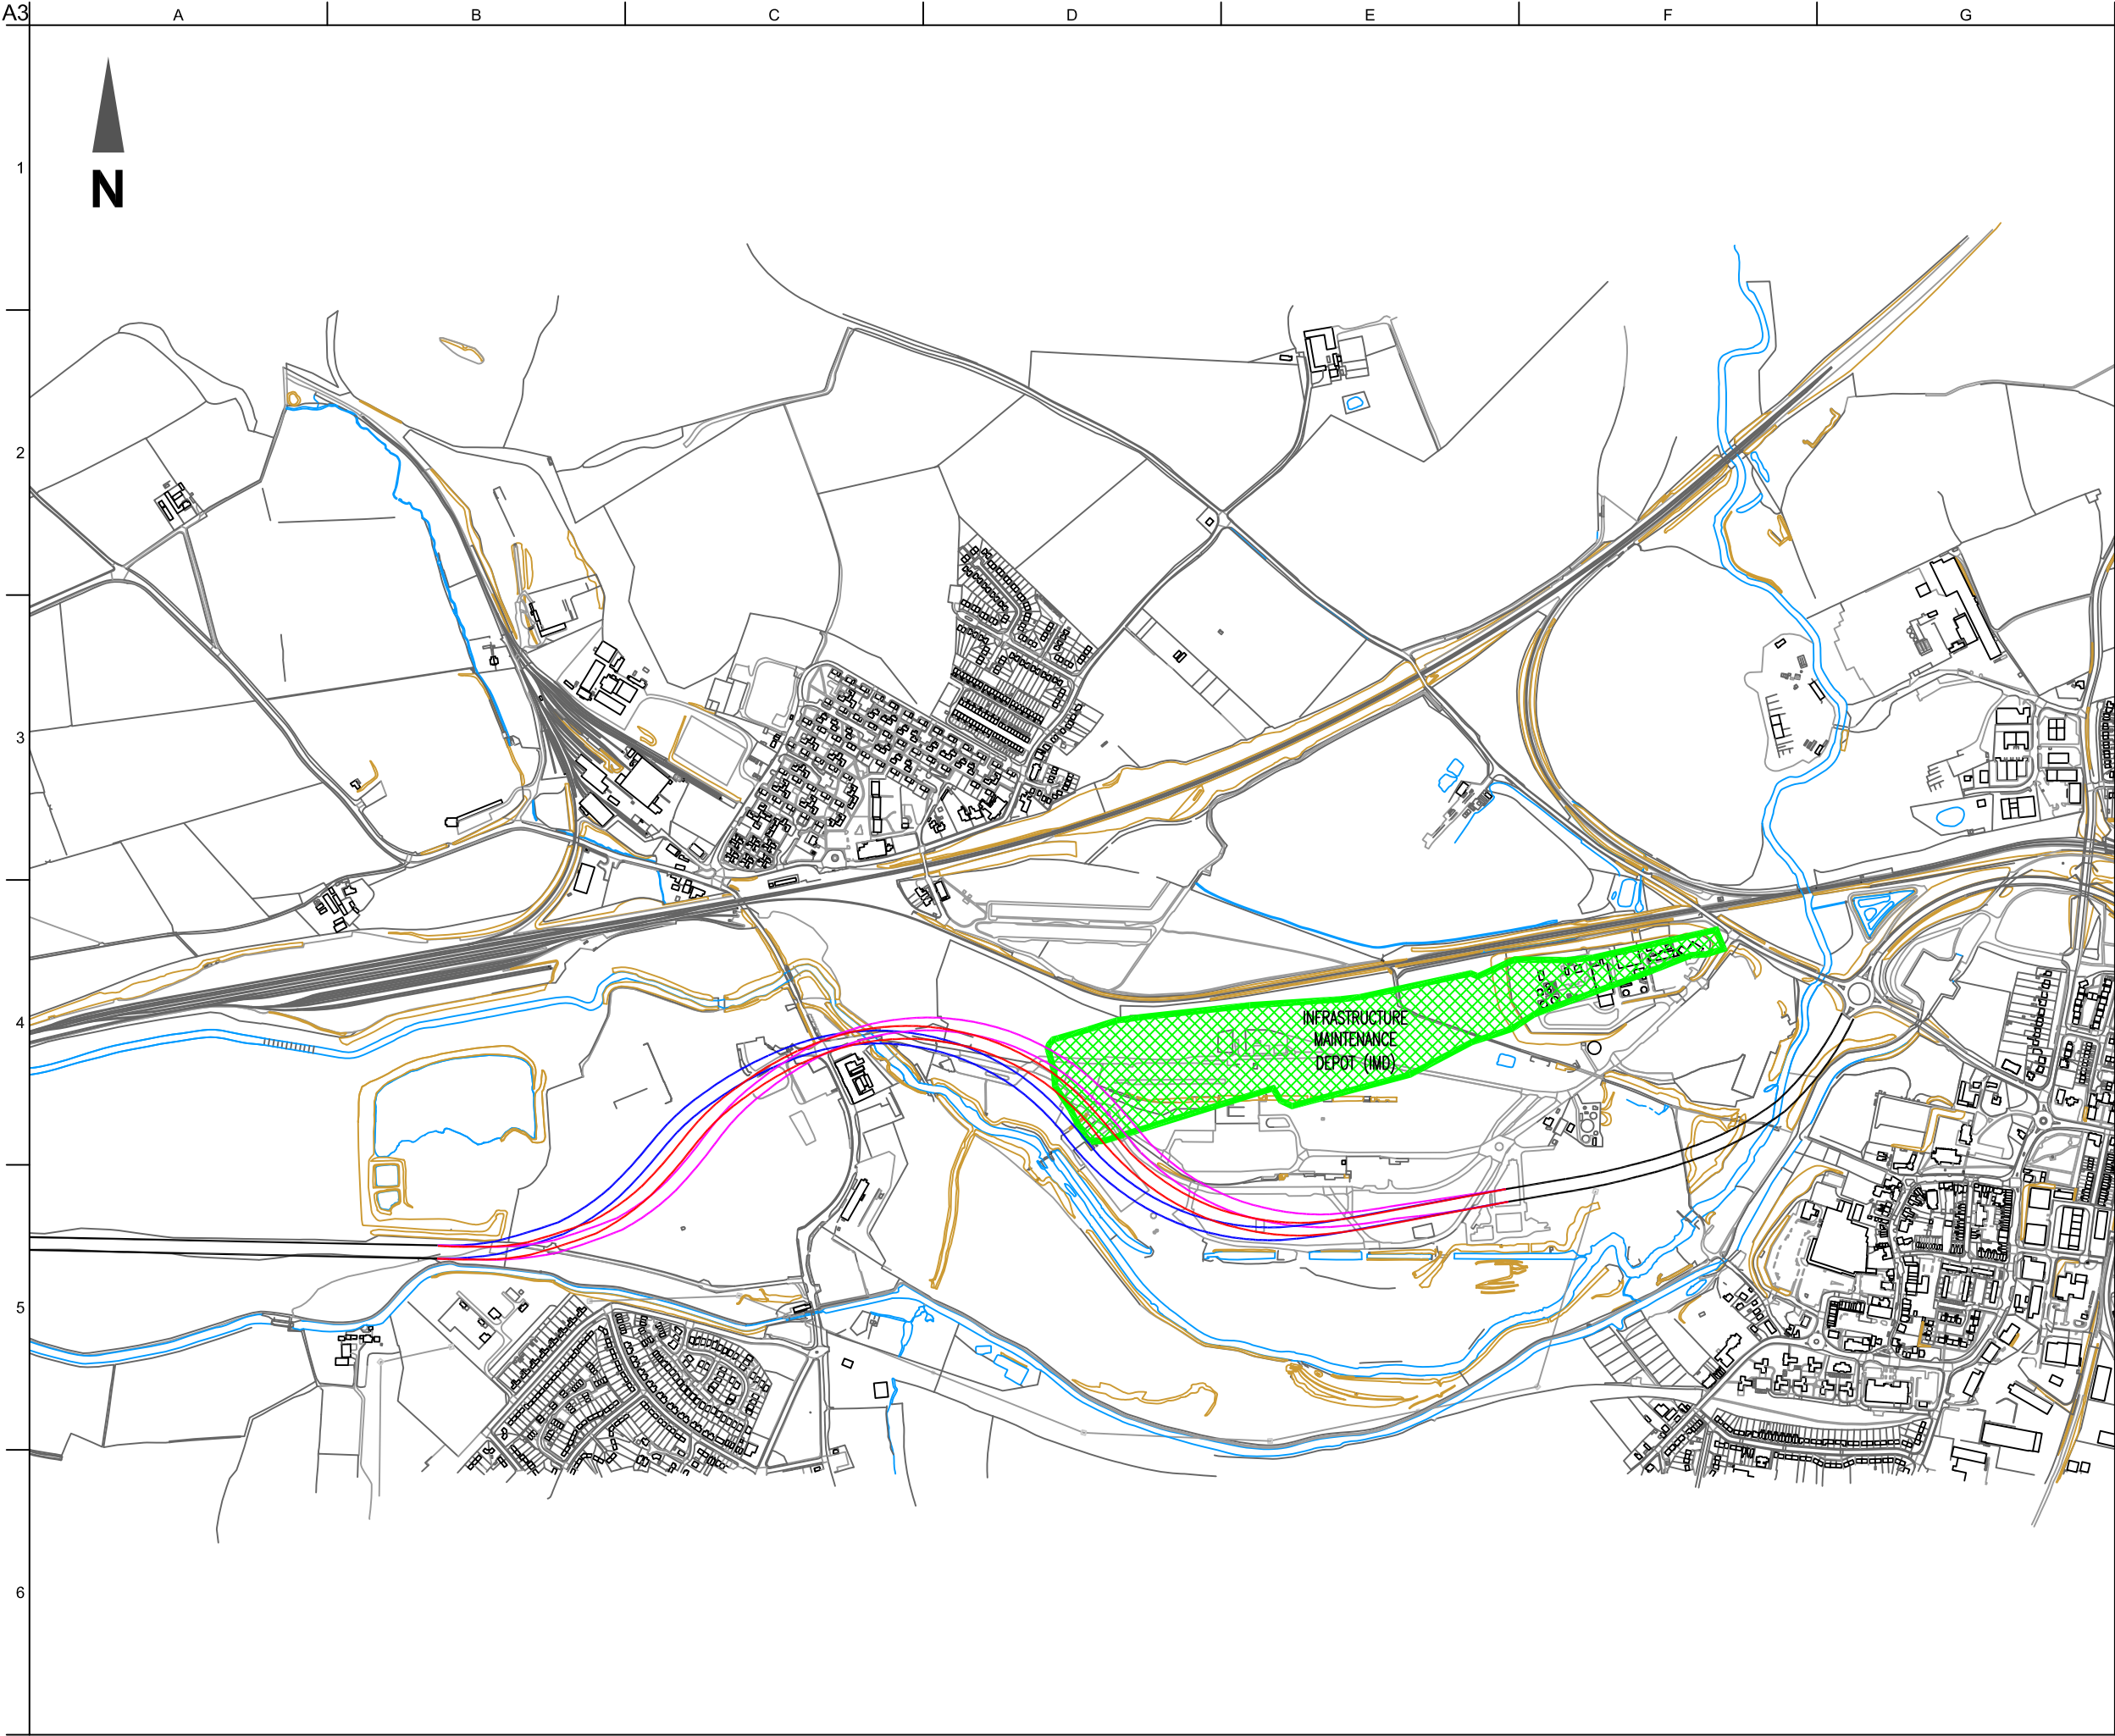 A3
A
B
C
D
E
F
G
1
N
2
3
4
INFRASTRUCTURE
MAINTENANCE
DEPOT (IMD)
5
6